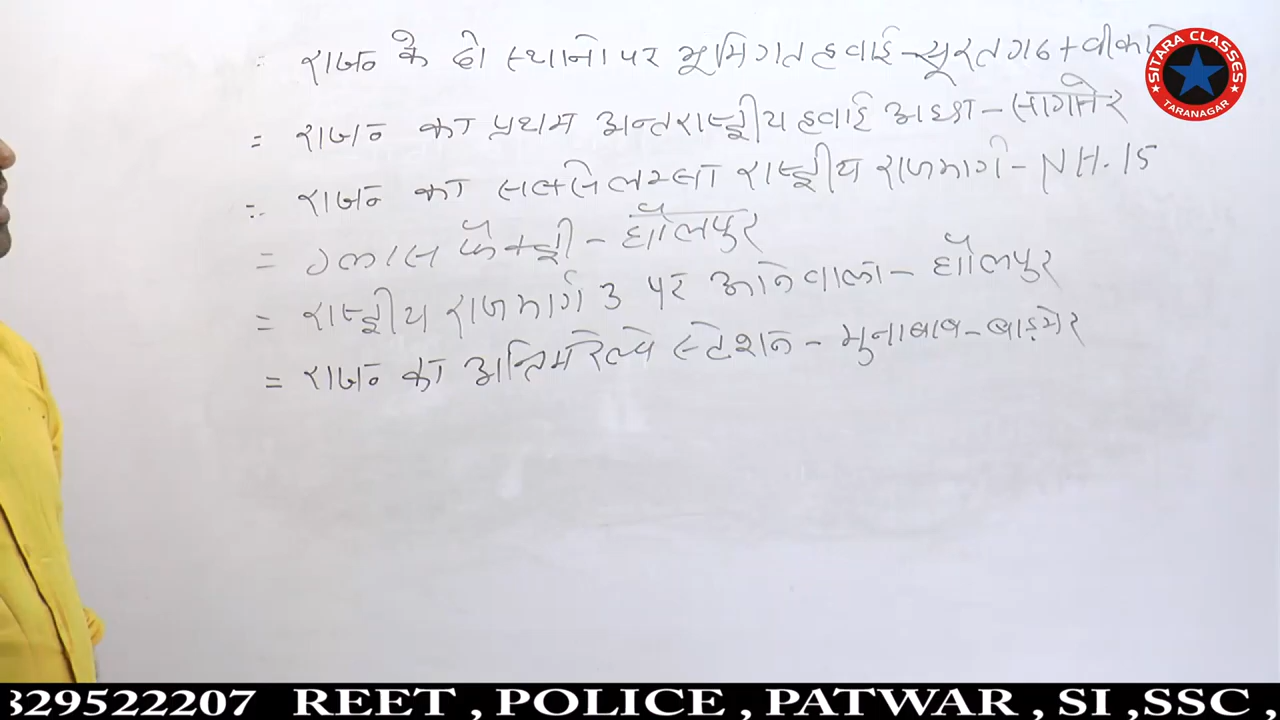 राज० के दो स्थानो पर भूमिगत हवाई - सूरतगढ + बीका
= राज० का प्रथम अन्तराष्ट्रीय हवाई अड्डा - सांगानेर
= राज० का सबसे लम्बा राष्ट्रीय राजमार्ग - NH. 15
= ग्लास फैक्ट्री - धौलपुर
= राष्ट्रीय राजमार्ग 3 पर आने वाला - धौलपुर
= राज० का अन्तिम रेल्वे स्टेशन - मुनाबाब - बाड़मेर
SITARA CLASSES
TARANAGAR
329522207 REET , POLICE , PATWAR , SI ,SSC ,